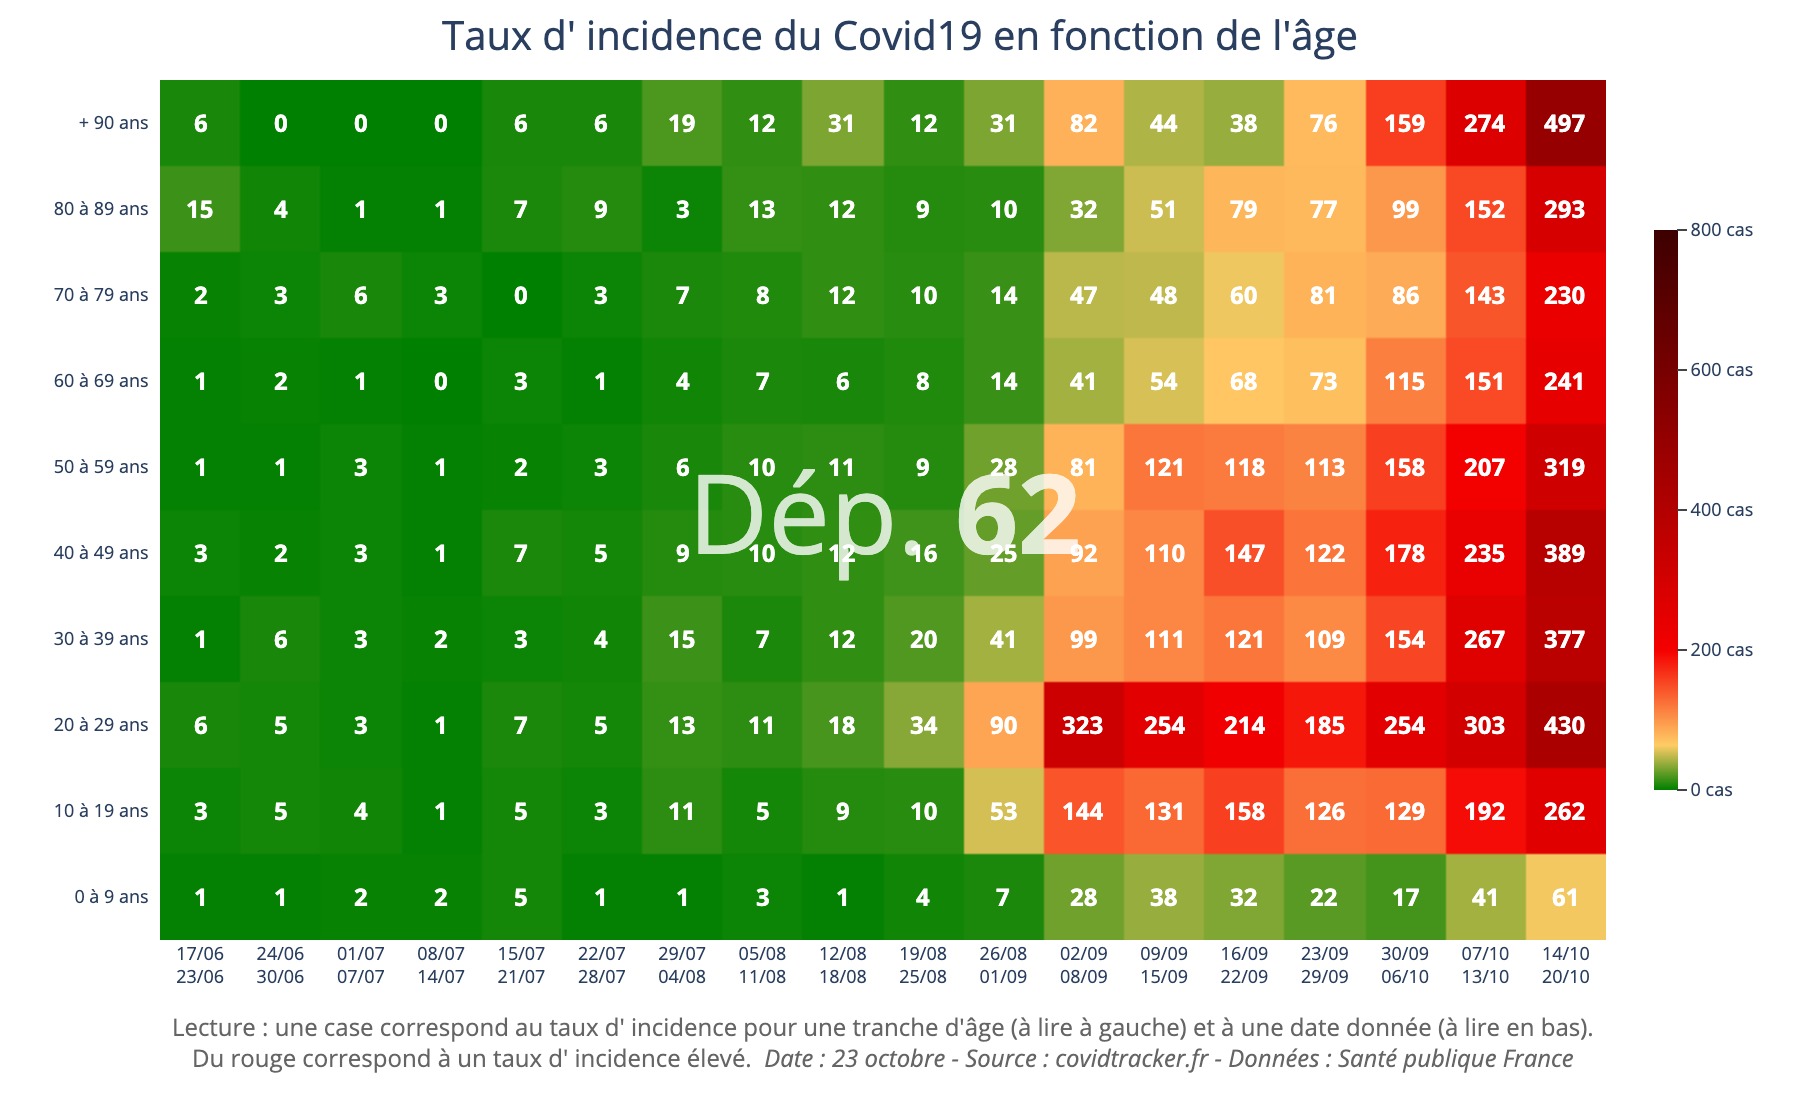 Taux d' incidence du Covid19 en fonction de l'âge
+ 90 ans 6 0 0 0 6 6 19 12 31 12 31 82 44 38 76 159 274 497
80 à 89 ans 15 4 1 1 7 9 3 13 12 9 10 32 51 79 77 99 152 293
70 à 79 ans 2 3 6 3 0 3 7 8 12 10 14 47 48 60 81 86 143 230
60 à 69 ans 1 2 1 0 3 1 4 7 6 8 14 41 54 68 73 115 151 241
50 à 59 ans 1 1 3 1 2 3 6 10 11 9 28 81 121 118 113 158 207 319
Dép. 62
40 à 49 ans 3 2 3 1 7 5 9 10 12 16 25 92 110 147 122 178 235 389
30 à 39 ans 1 6 3 2 3 4 15 7 12 20 41 99 111 121 109 154 267 377
20 à 29 ans 6 5 3 1 7 5 13 11 18 34 90 323 254 214 185 254 303 430
10 à 19 ans 3 5 4 1 5 3 11 5 9 10 53 144 131 158 126 129 192 262
0 à 9 ans 1 1 2 2 5 1 1 3 1 4 7 28 38 32 22 17 41 61
17/06 24/06 01/07 08/07 15/07 22/07 29/07 05/08 12/08 19/08 26/08 02/09 09/09 16/09 23/09 30/09 07/10 14/10
23/06 30/06 07/07 14/07 21/07 28/07 04/08 11/08 18/08 25/08 01/09 08/09 15/09 22/09 29/09 06/10 13/10 20/10
800 cas
600 cas
400 cas
200 cas
0 cas
Lecture : une case correspond au taux d' incidence pour une tranche d'âge (à lire à gauche) et à une date donnée (à lire en bas).
Du rouge correspond à un taux d' incidence élevé. Date : 23 octobre - Source : covidtracker.fr - Données : Santé publique France